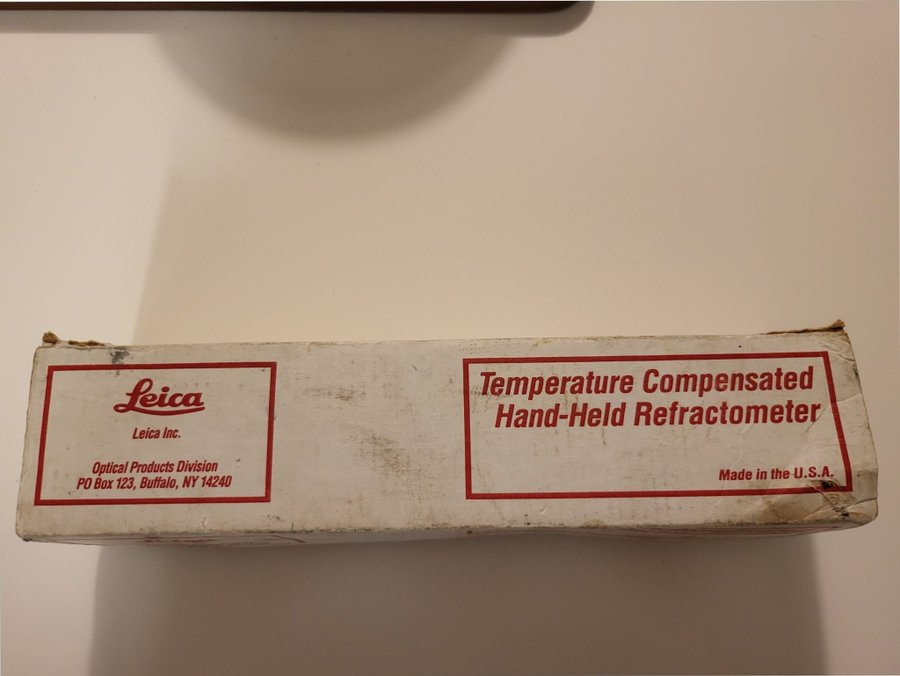 Leica
Leica Inc.
Optical Products Division
PO Box 123, Buffalo, NY 14240
Temperature Compensated
Hand-Held Refractometer
Made in the U.S.A.